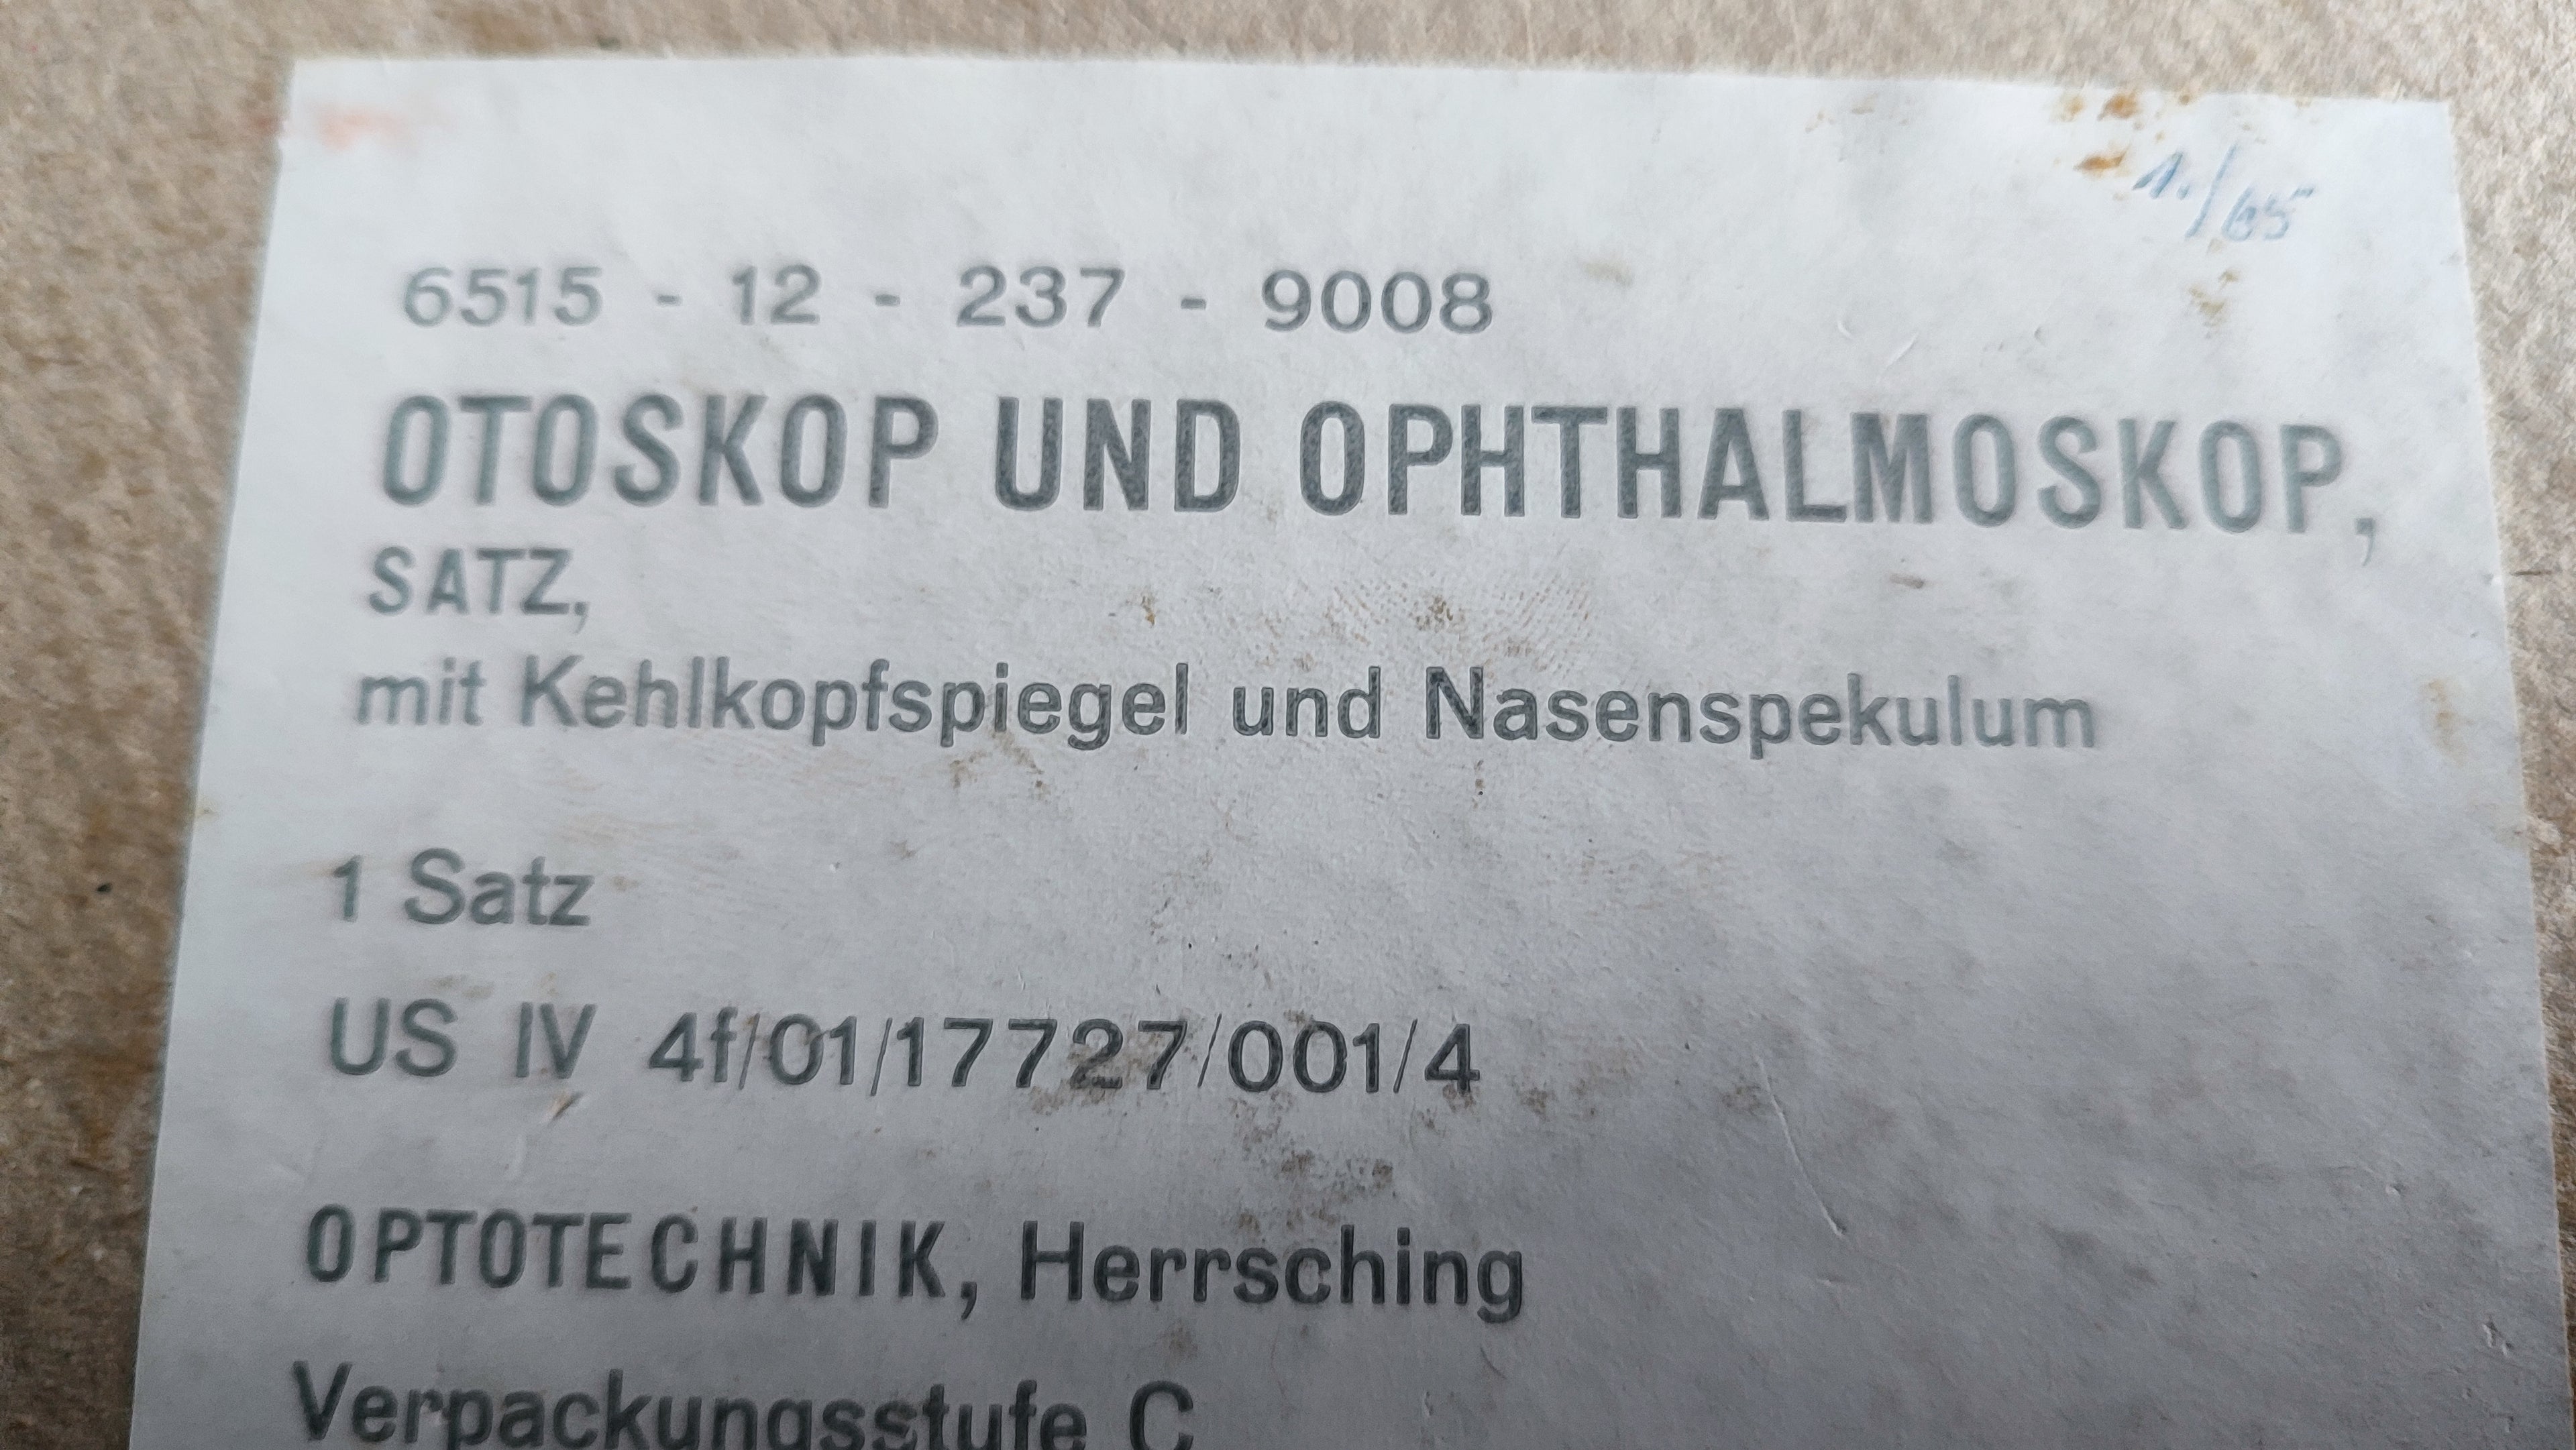 1./65
6515 - 12 - 237 - 9008
OTOSKOP UND OPHTHALMOSKOP,
SATZ,
mit Kehlkopfspiegel und Nasenspekulum
1 Satz
US IV 4f/01/17727/001/4
OPTOTECHNIK, Herrsching
Verpackungsstufe C